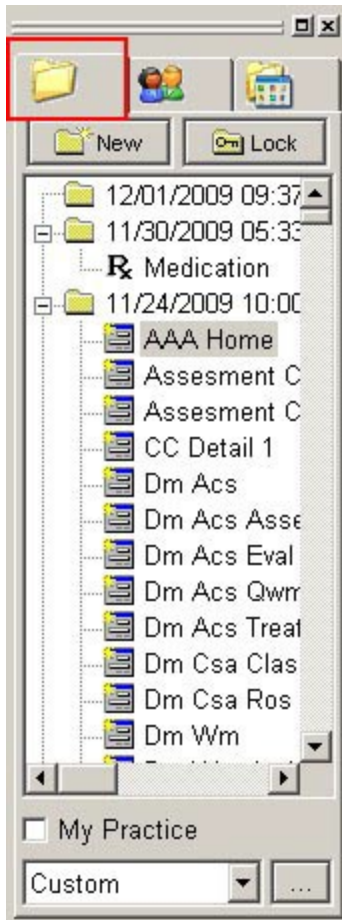 New Lock
12/01/2009 09:37
11/30/2009 05:33
Rx Medication
11/24/2009 10:00
AAA Home
Assesment C
Assesment C
CC Detail 1
Dm Acs
Dm Acs Asse
Dm Acs Eval
Dm Acs Qwm
Dm Acs Treat
Dm Csa Clas
Dm Csa Ros
Dm Wm
My Practice
Custom ...